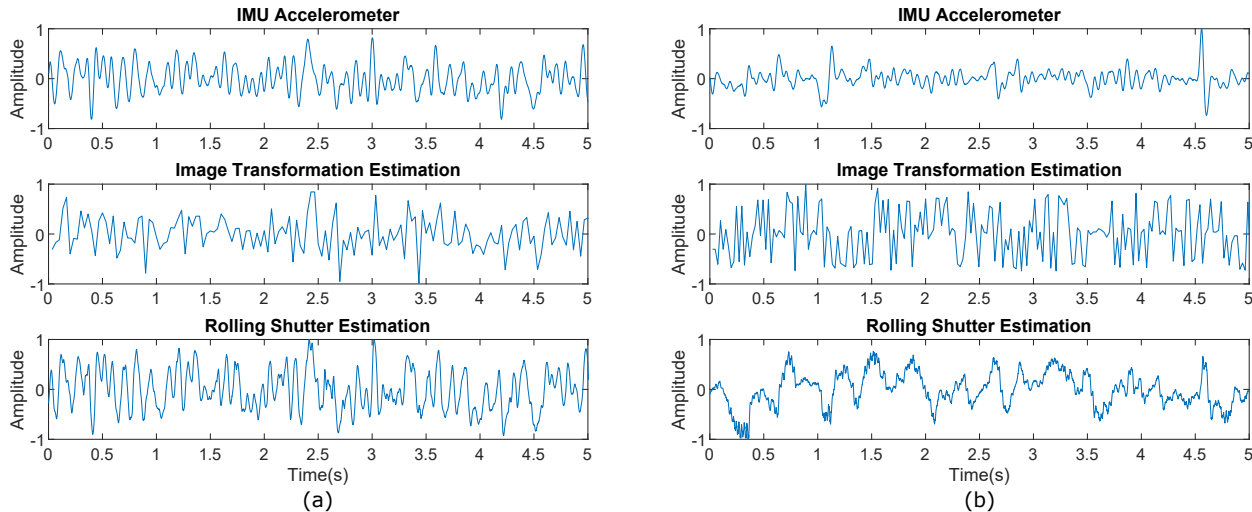 IMU Accelerometer
1
0
-1
Amplitude
0 0.5 1 1.5 2 2.5 3 3.5 4 4.5 5
Image Transformation Estimation
1
0
-1
Amplitude
0 0.5 1 1.5 2 2.5 3 3.5 4 4.5 5
Rolling Shutter Estimation
1
0
-1
Amplitude
0 0.5 1 1.5 2 2.5 3 3.5 4 4.5 5
Time(s)
(a)
IMU Accelerometer
1
0
-1
Amplitude
0 0.5 1 1.5 2 2.5 3 3.5 4 4.5 5
Image Transformation Estimation
1
0
-1
Amplitude
0 0.5 1 1.5 2 2.5 3 3.5 4 4.5 5
Rolling Shutter Estimation
1
0
-1
Amplitude
0 0.5 1 1.5 2 2.5 3 3.5 4 4.5 5
Time(s)
(b)